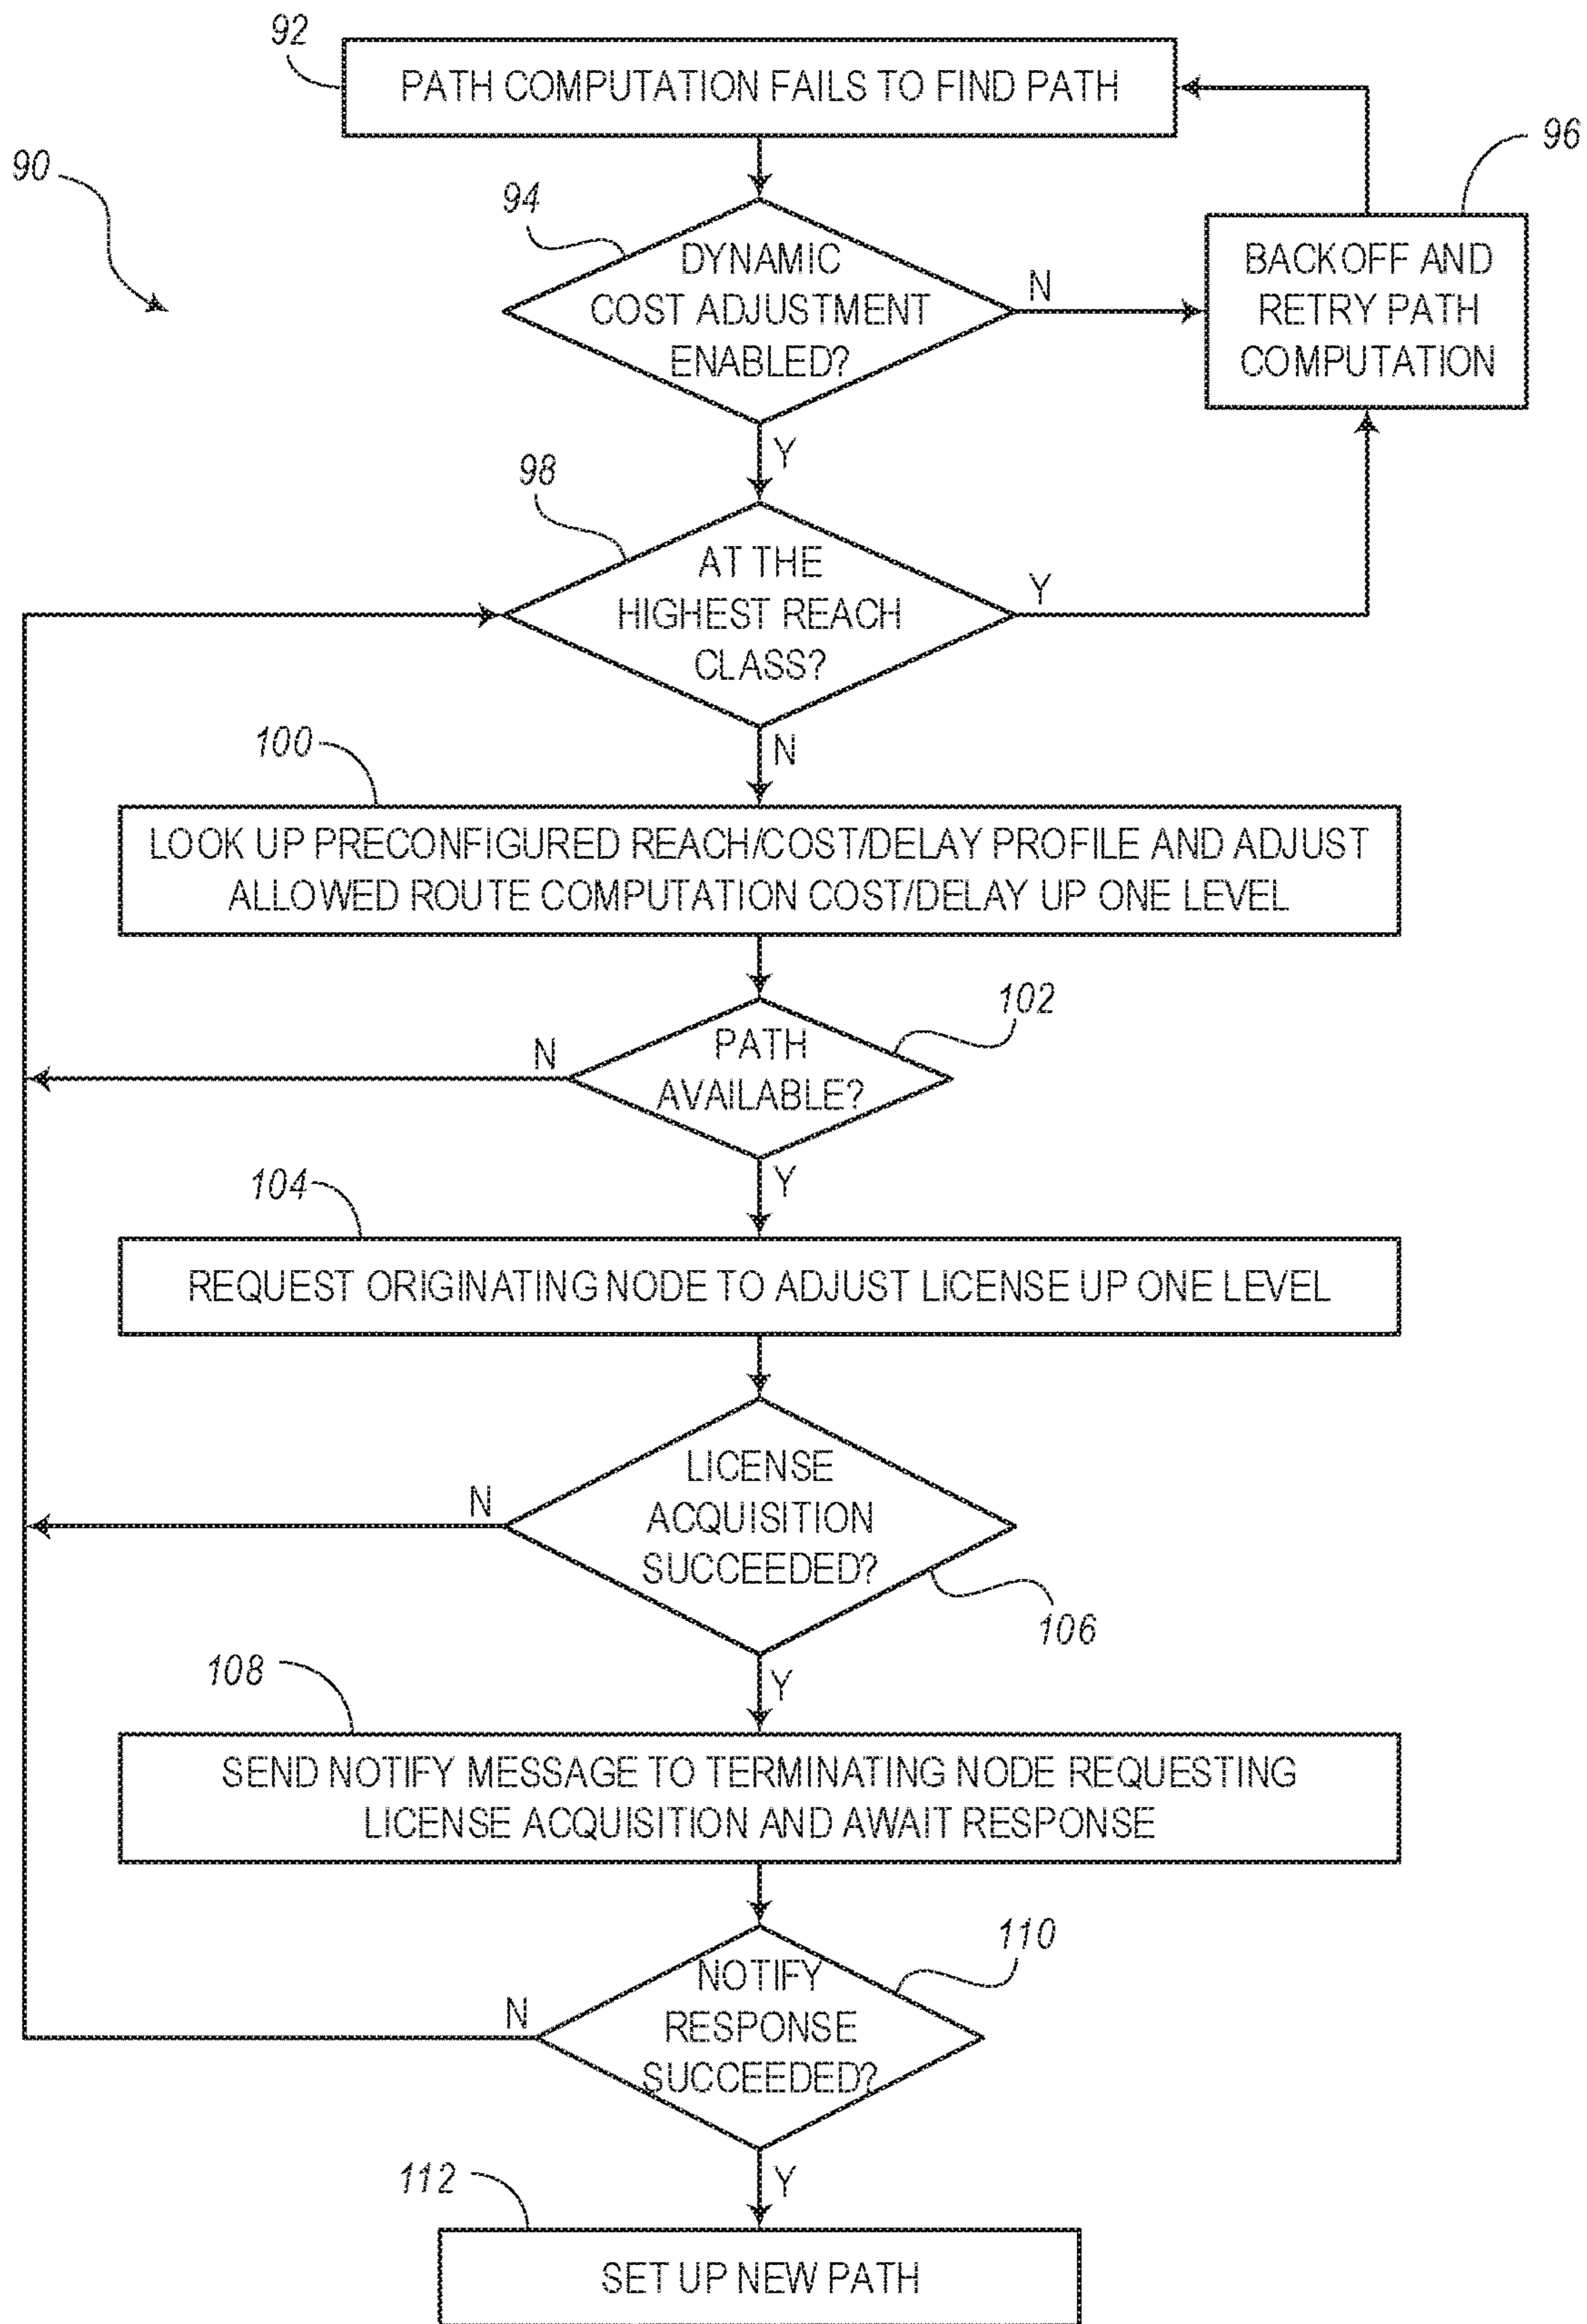 92
PATH COMPUTATION FAILS TO FIND PATH
90
94
96
DYNAMIC
COST ADJUSTMENT
ENABLED?
N
BACKOFF AND
RETRY PATH
COMPUTATION
Y
98
AT THE
HIGHEST REACH
CLASS?
Y
N
100
LOOK UP PRECONFIGURED REACH/COST/DELAY PROFILE AND ADJUST
ALLOWED ROUTE COMPUTATION COST/DELAY UP ONE LEVEL
102
PATH
AVAILABLE?
N
Y
104
REQUEST ORIGINATING NODE TO ADJUST LICENSE UP ONE LEVEL
LICENSE
ACQUISITION
SUCCEEDED?
N
106
Y
108
SEND NOTIFY MESSAGE TO TERMINATING NODE REQUESTING
LICENSE ACQUISITION AND AWAIT RESPONSE
110
NOTIFY
RESPONSE
SUCCEEDED?
N
Y
112
SET UP NEW PATH